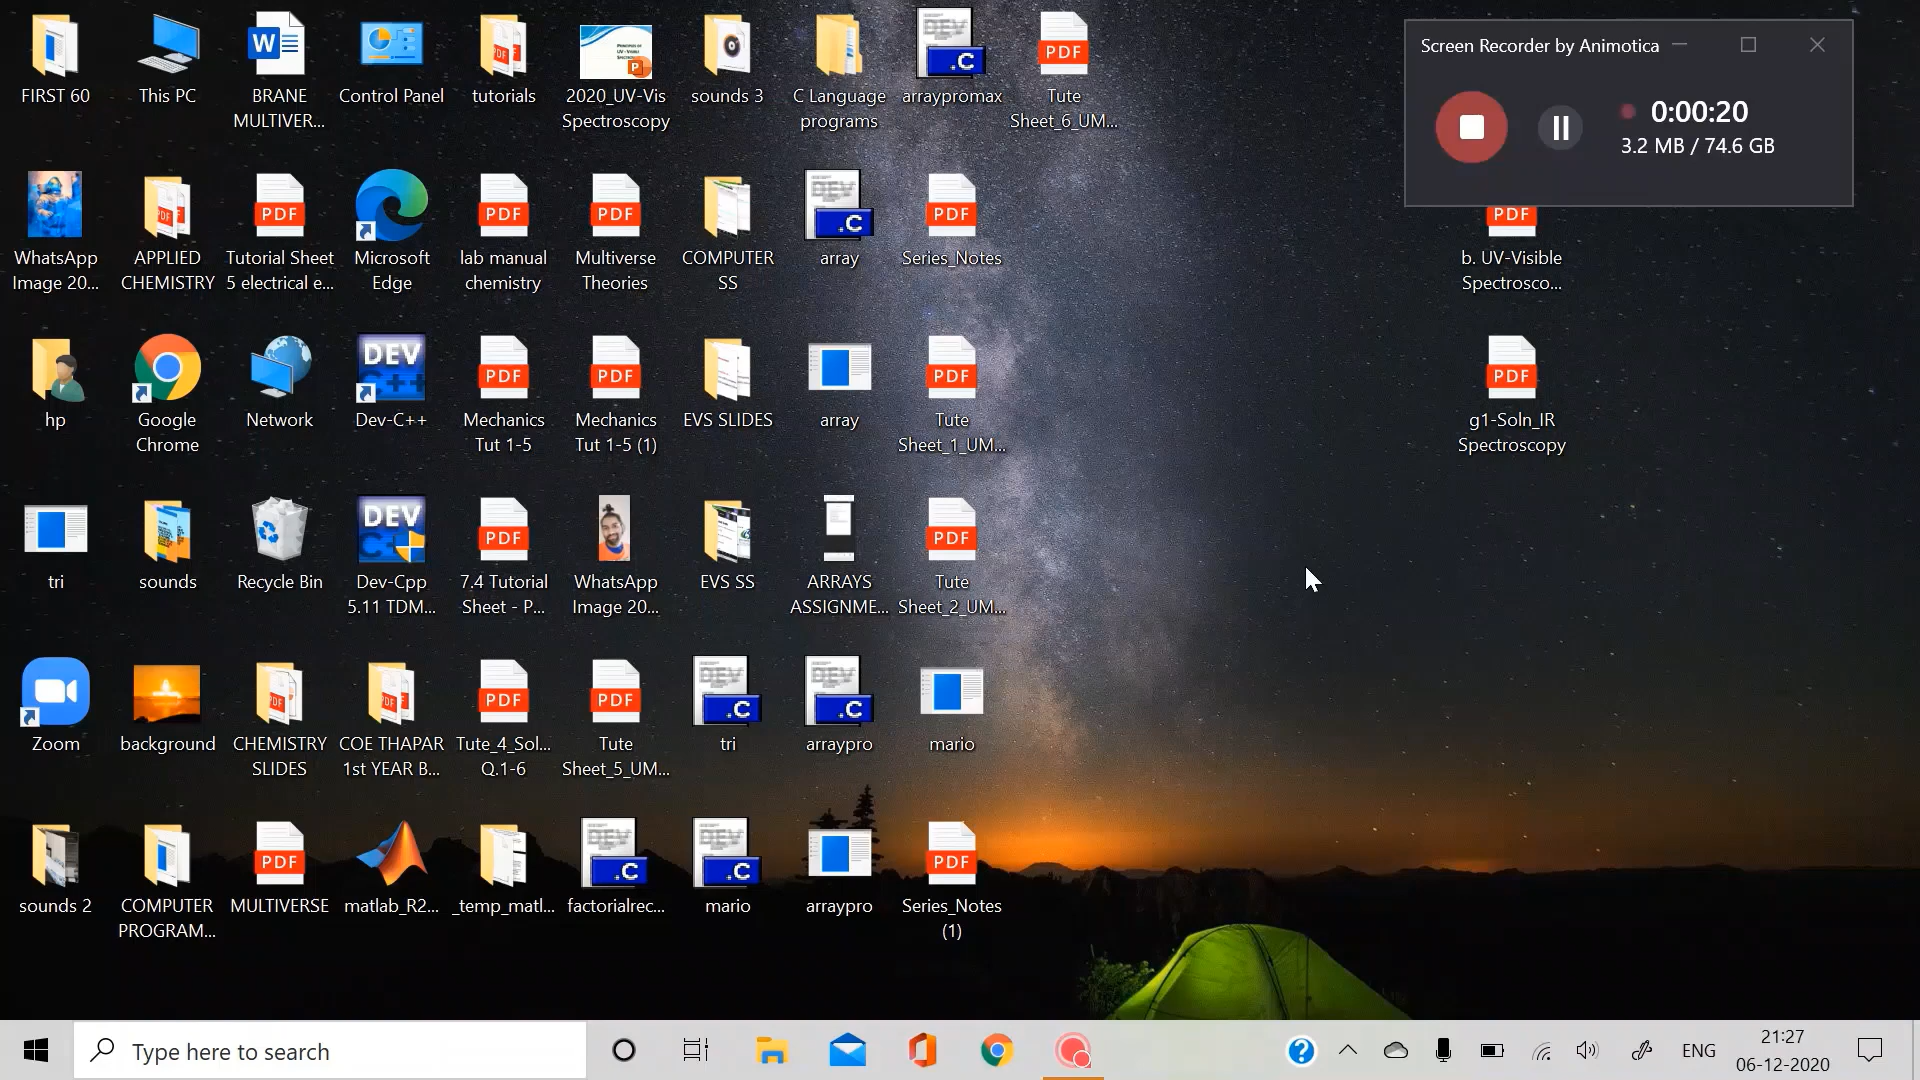 FIRST 60
This PC
BRANE
MULTIVER...
Control Panel
tutorials
2020_UV-Vis
Spectroscopy
sounds 3
C Language
programs
arraypromax
Tute
Sheet_6_UM...
Screen Recorder by Animotica
0:00:20
3.2 MB / 74.6 GB
WhatsApp
Image 20...
APPLIED
CHEMISTRY
Tutorial Sheet
5 electrical e...
Microsoft
Edge
lab manual
chemistry
Multiverse
Theories
COMPUTER
SS
array
Series_Notes
b. UV-Visible
Spectrosco...
hp
Google
Chrome
Network
Dev-C++
Mechanics
Tut 1-5
Mechanics
Tut 1-5 (1)
EVS SLIDES
array
Tute
Sheet_1_UM...
g1-Soln_IR
Spectroscopy
tri
sounds
Recycle Bin
Dev-Cpp
5.11 TDM...
7.4 Tutorial
Sheet - P...
WhatsApp
Image 20...
EVS SS
ARRAYS
ASSIGNME...
Tute
Sheet_2_UM...
Zoom
background
CHEMISTRY
SLIDES
COE THAPAR
1st YEAR B...
Tute_4_Sol...
Q.1-6
Tute
Sheet_5_UM...
tri
arraypro
mario
sounds 2
COMPUTER
PROGRAM...
MULTIVERSE
matlab_R2...
_temp_matl...
factorialrec...
mario
arraypro
Series_Notes
(1)
Type here to search
ENG
21:27
06-12-2020